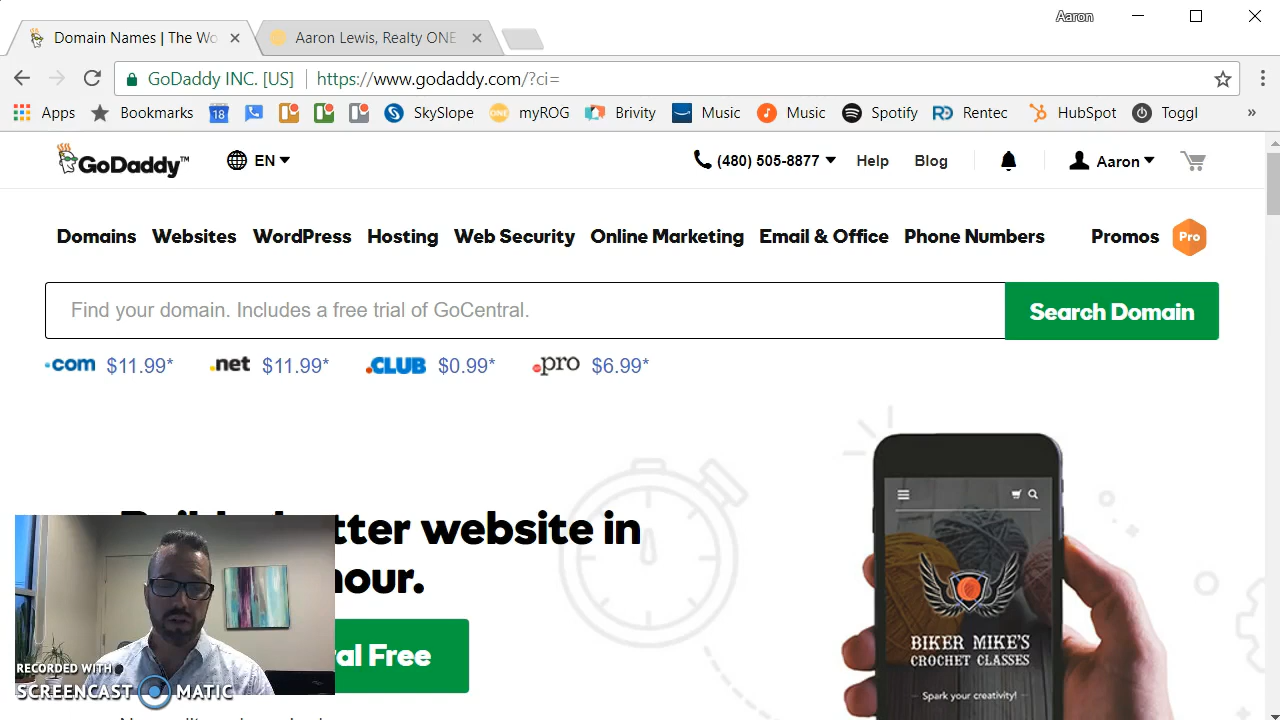 Aaron
Domain Names | The Wo
Aaron Lewis, Realty ONE
GoDaddy INC. [US]
https://www.godaddy.com/?ci=
Apps
Bookmarks
18
SkySlope
ONE
myROG
Brivity
Music
Music
Spotify
Rentec
HubSpot
Toggl
»
GoDaddy™
EN
(480) 505-8877
Help
Blog
Aaron
Domains Websites WordPress Hosting Web Security Online Marketing Email & Office Phone Numbers Promos Pro
Find your domain. Includes a free trial of GoCentral.
Search Domain
.com $11.99* .net $11.99* .CLUB $0.99* .pro $6.99*
tter website in
hour.
al Free
BIKER MIKE'S
CROCHET CLASSES
Spark your creativity!
RECORDED WITH
SCREENCAST MATIC